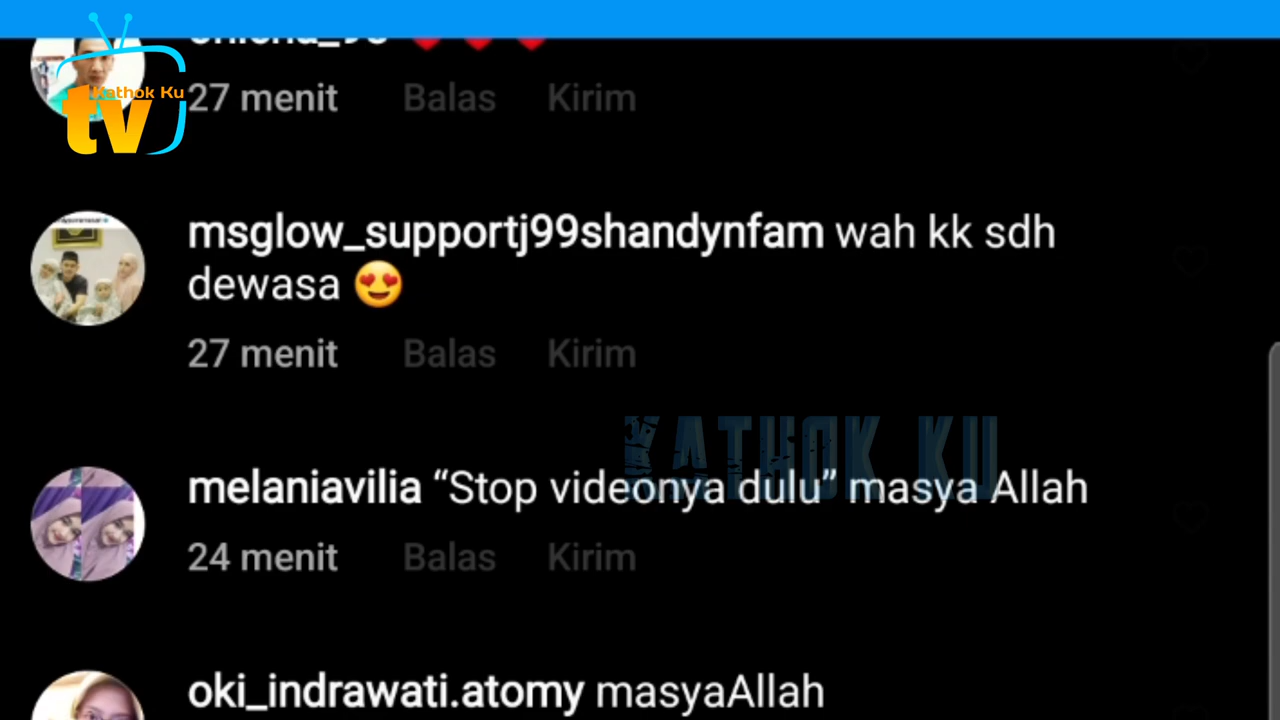 Kathok Ku
tv
27 menit Balas Kirim
msglow_supportj99shandynfam wah kk sdh
dewasa 😍
27 menit Balas Kirim
KATHOK KU
melaniavilia “Stop videonya dulu” masya Allah
24 menit Balas Kirim
oki_indrawati.atomy masyaAllah